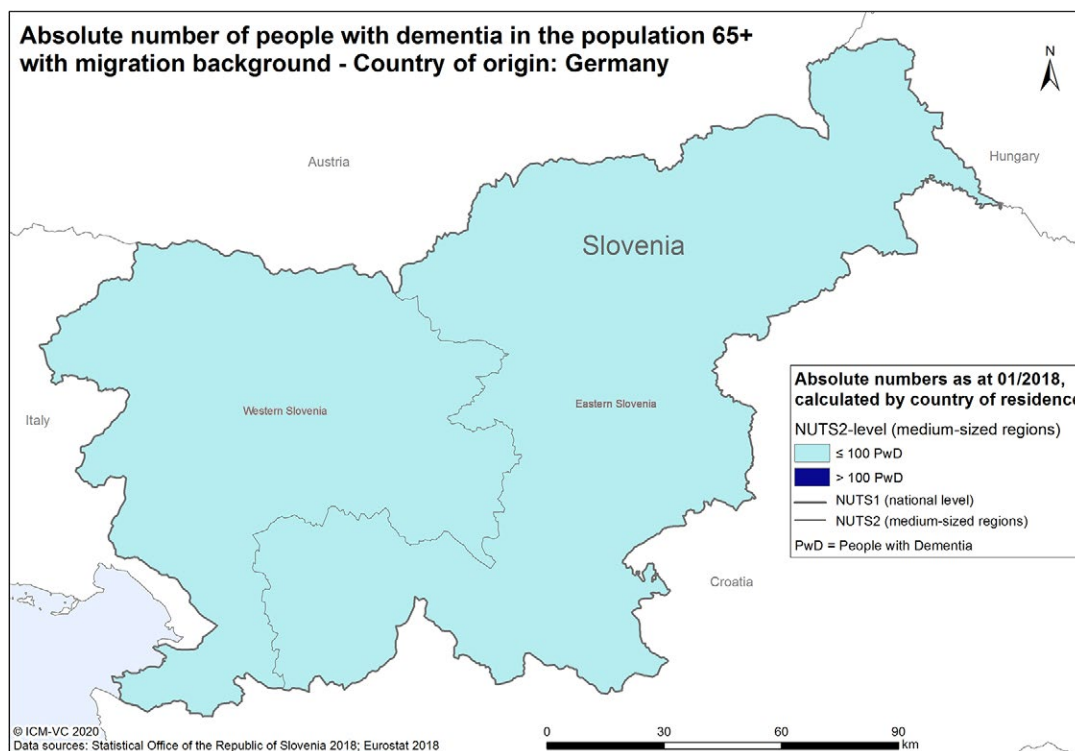 Absolute number of people with dementia in the population 65+
with migration background - Country of origin: Germany
N
Austria
Hungary
Slovenia
Italy
Western Slovenia
Eastern Slovenia
Croatia
Absolute numbers as at 01/2018,
calculated by country of residence
NUTS2-level (medium-sized regions)
≤ 100 PwD
> 100 PwD
NUTS1 (national level)
NUTS2 (medium-sized regions)
PwD = People with Dementia
© ICM-VC 2020
Data sources: Statistical Office of the Republic of Slovenia 2018; Eurostat 2018
0 30 60 90
km